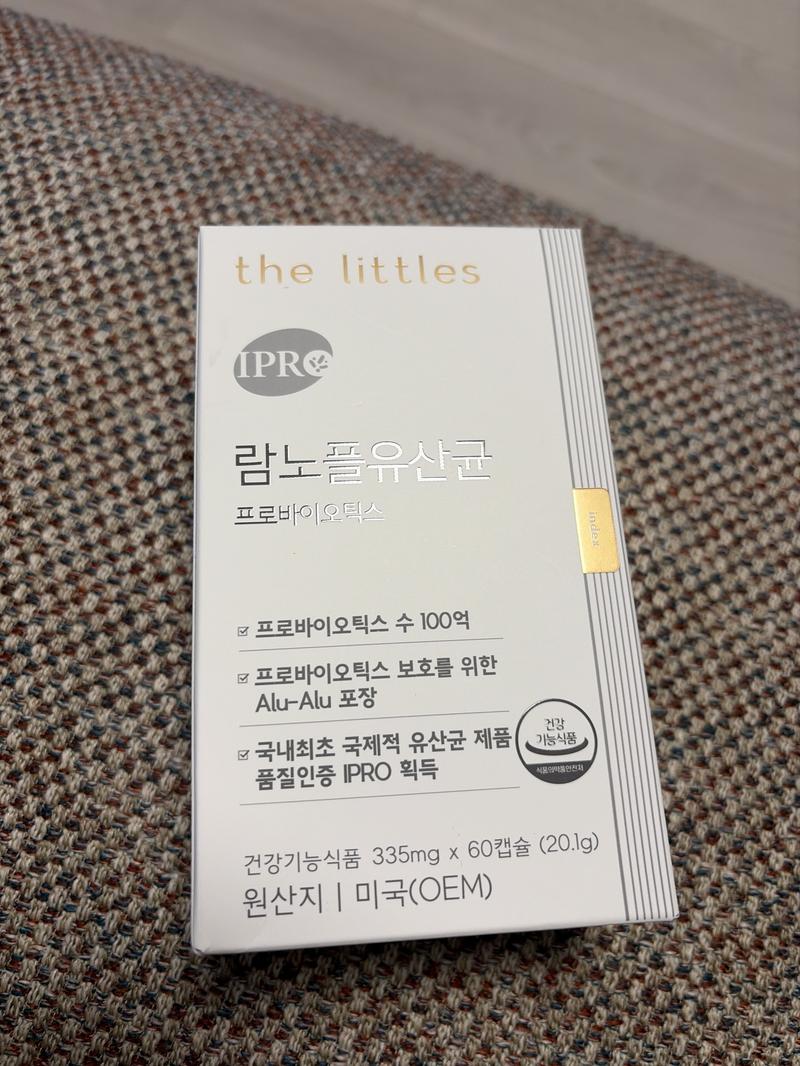 the littles
IPRO
람노플유산균
프로바이오틱스
index
프로바이오틱스 수 100억
프로바이오틱스 보호를 위한
Alu-Alu 포장
국내최초 국제적 유산균 제품
품질인증 IPRO 획득
건강
기능식품
식품의약품안전처
건강기능식품 335mg x 60캡슐 (20.1g)
원산지 | 미국(OEM)